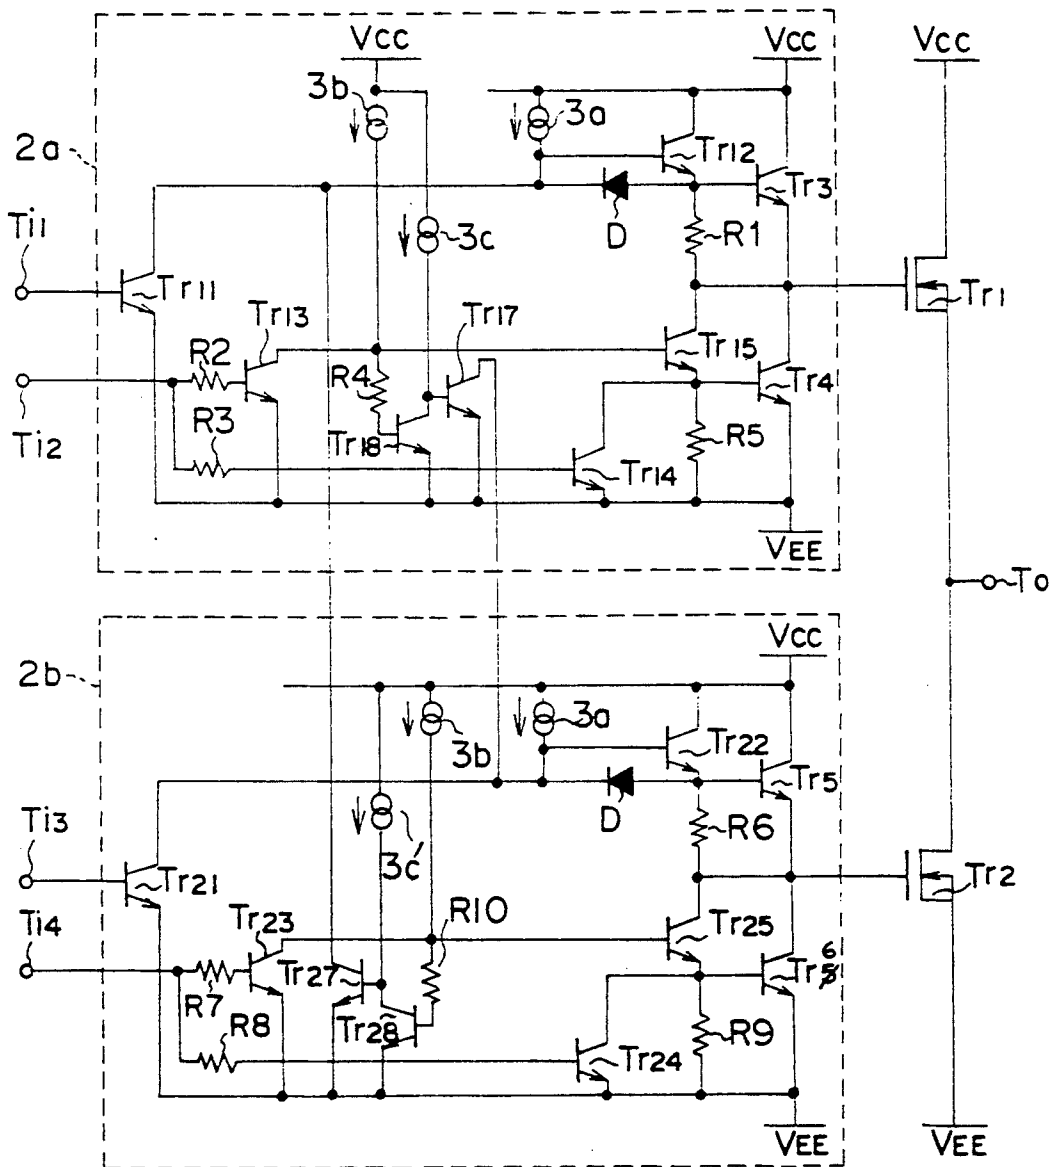 VCC
VCC
VCC
3b
3a
2a
Tr12
Tr3
Ti1
D
R1
3c
Tr11
Tr1
Tr13
Tr17
R2
Tr15
R4
Tr4
Ti2
R3
Tr18
R5
Tr14
VEE
To
VCC
2b
3a
3b
Tr22
Tr5
Ti3
D
R6
3c'
Tr21
Tr2
Ti4
Tr23
R10
Tr25
6
Tr27
Tr5
R7
R8
Tr28
R9
Tr24
VEE
VEE